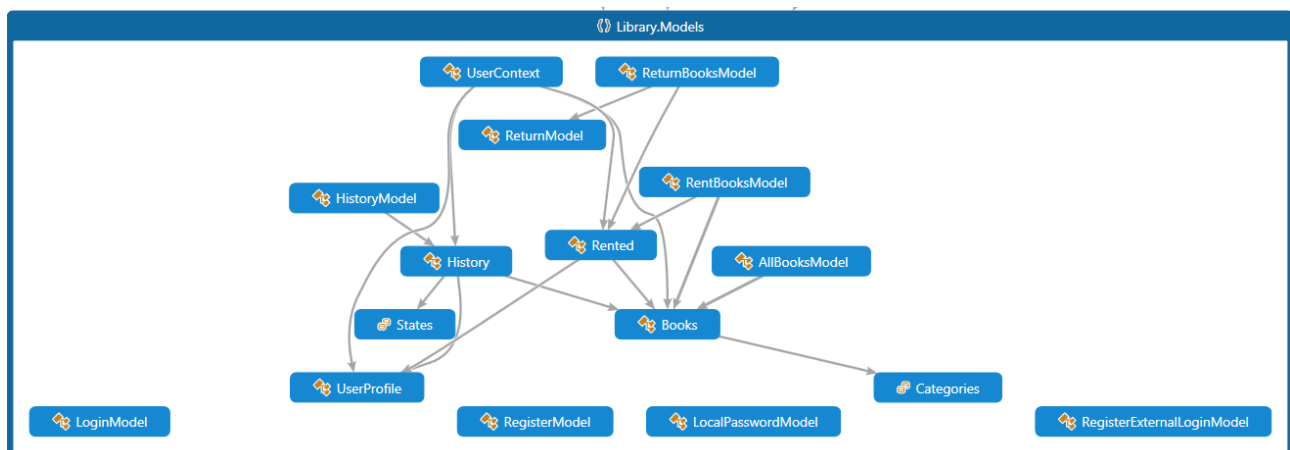 Library.Models
UserContext
ReturnBooksModel
ReturnModel
RentBooksModel
HistoryModel
Rented
History
AllBooksModel
States
Books
UserProfile
Categories
LoginModel
RegisterModel
LocalPasswordModel
RegisterExternalLoginModel